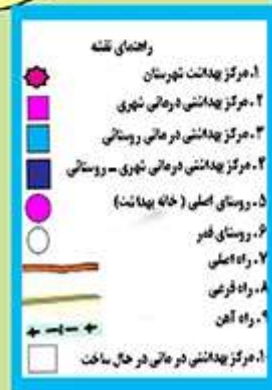 راهنمای نقشه
۱. مرکز بهداشت شهرستان
۲. مرکز بهداشتی درمانی شهری
۳. مرکز بهداشتی درمانی روستائی
۴. مرکز بهداشتی درمانی شهری - روستائی
۵. روستای اصلی ( خانه بهداشت)
۶. روستای قمر
۷. راه اصلی
۸. راه فرعی
۹. راه آهن
۱۰. مرکز بهداشتی درمانی در حال ساخت